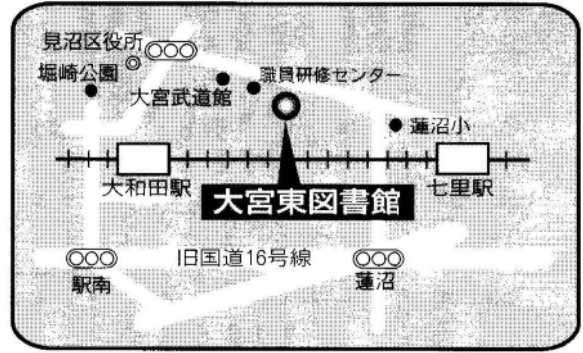 見沼区役所
堀崎公園
大宮武道館
職員研修センター
蓮沼小
大和田駅
七里駅
大宮東図書館
旧国道16号線
駅南
蓮沼